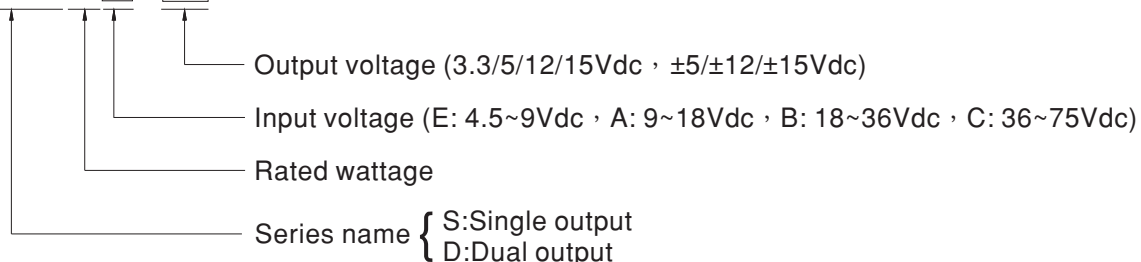 Output voltage (3.3/5/12/15Vdc，±5/±12/±15Vdc)
Input voltage (E: 4.5~9Vdc，A: 9~18Vdc，B: 18~36Vdc，C: 36~75Vdc)
Rated wattage
Series name { S:Single output
D:Dual output